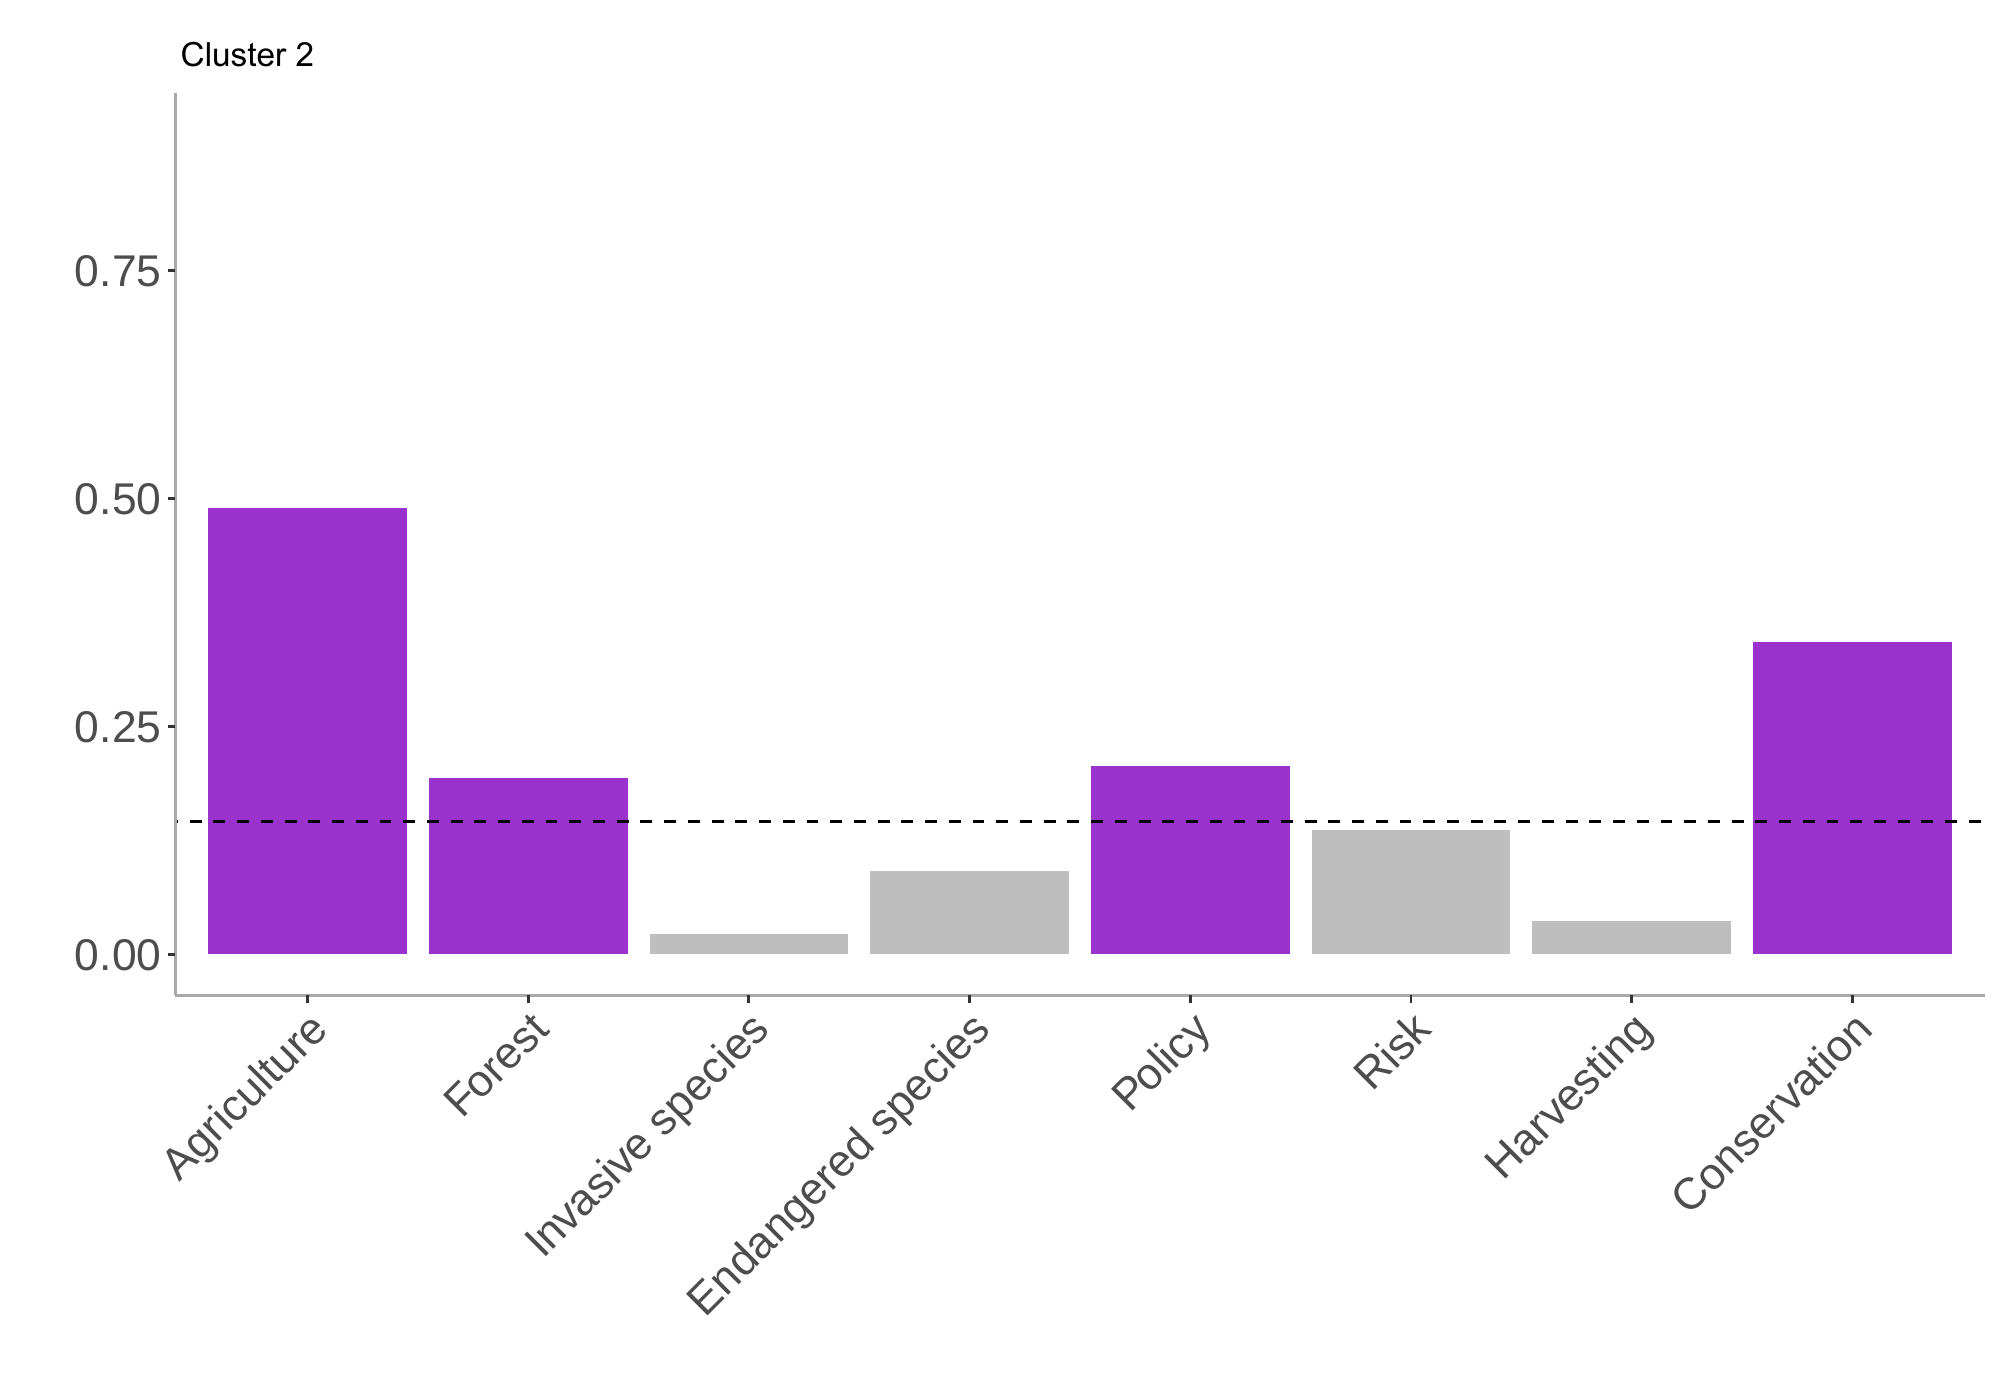 Cluster 2
0.75
0.50
0.25
0.00
Agriculture
Forest
Invasive species
Endangered species
Policy
Risk
Harvesting
Conservation